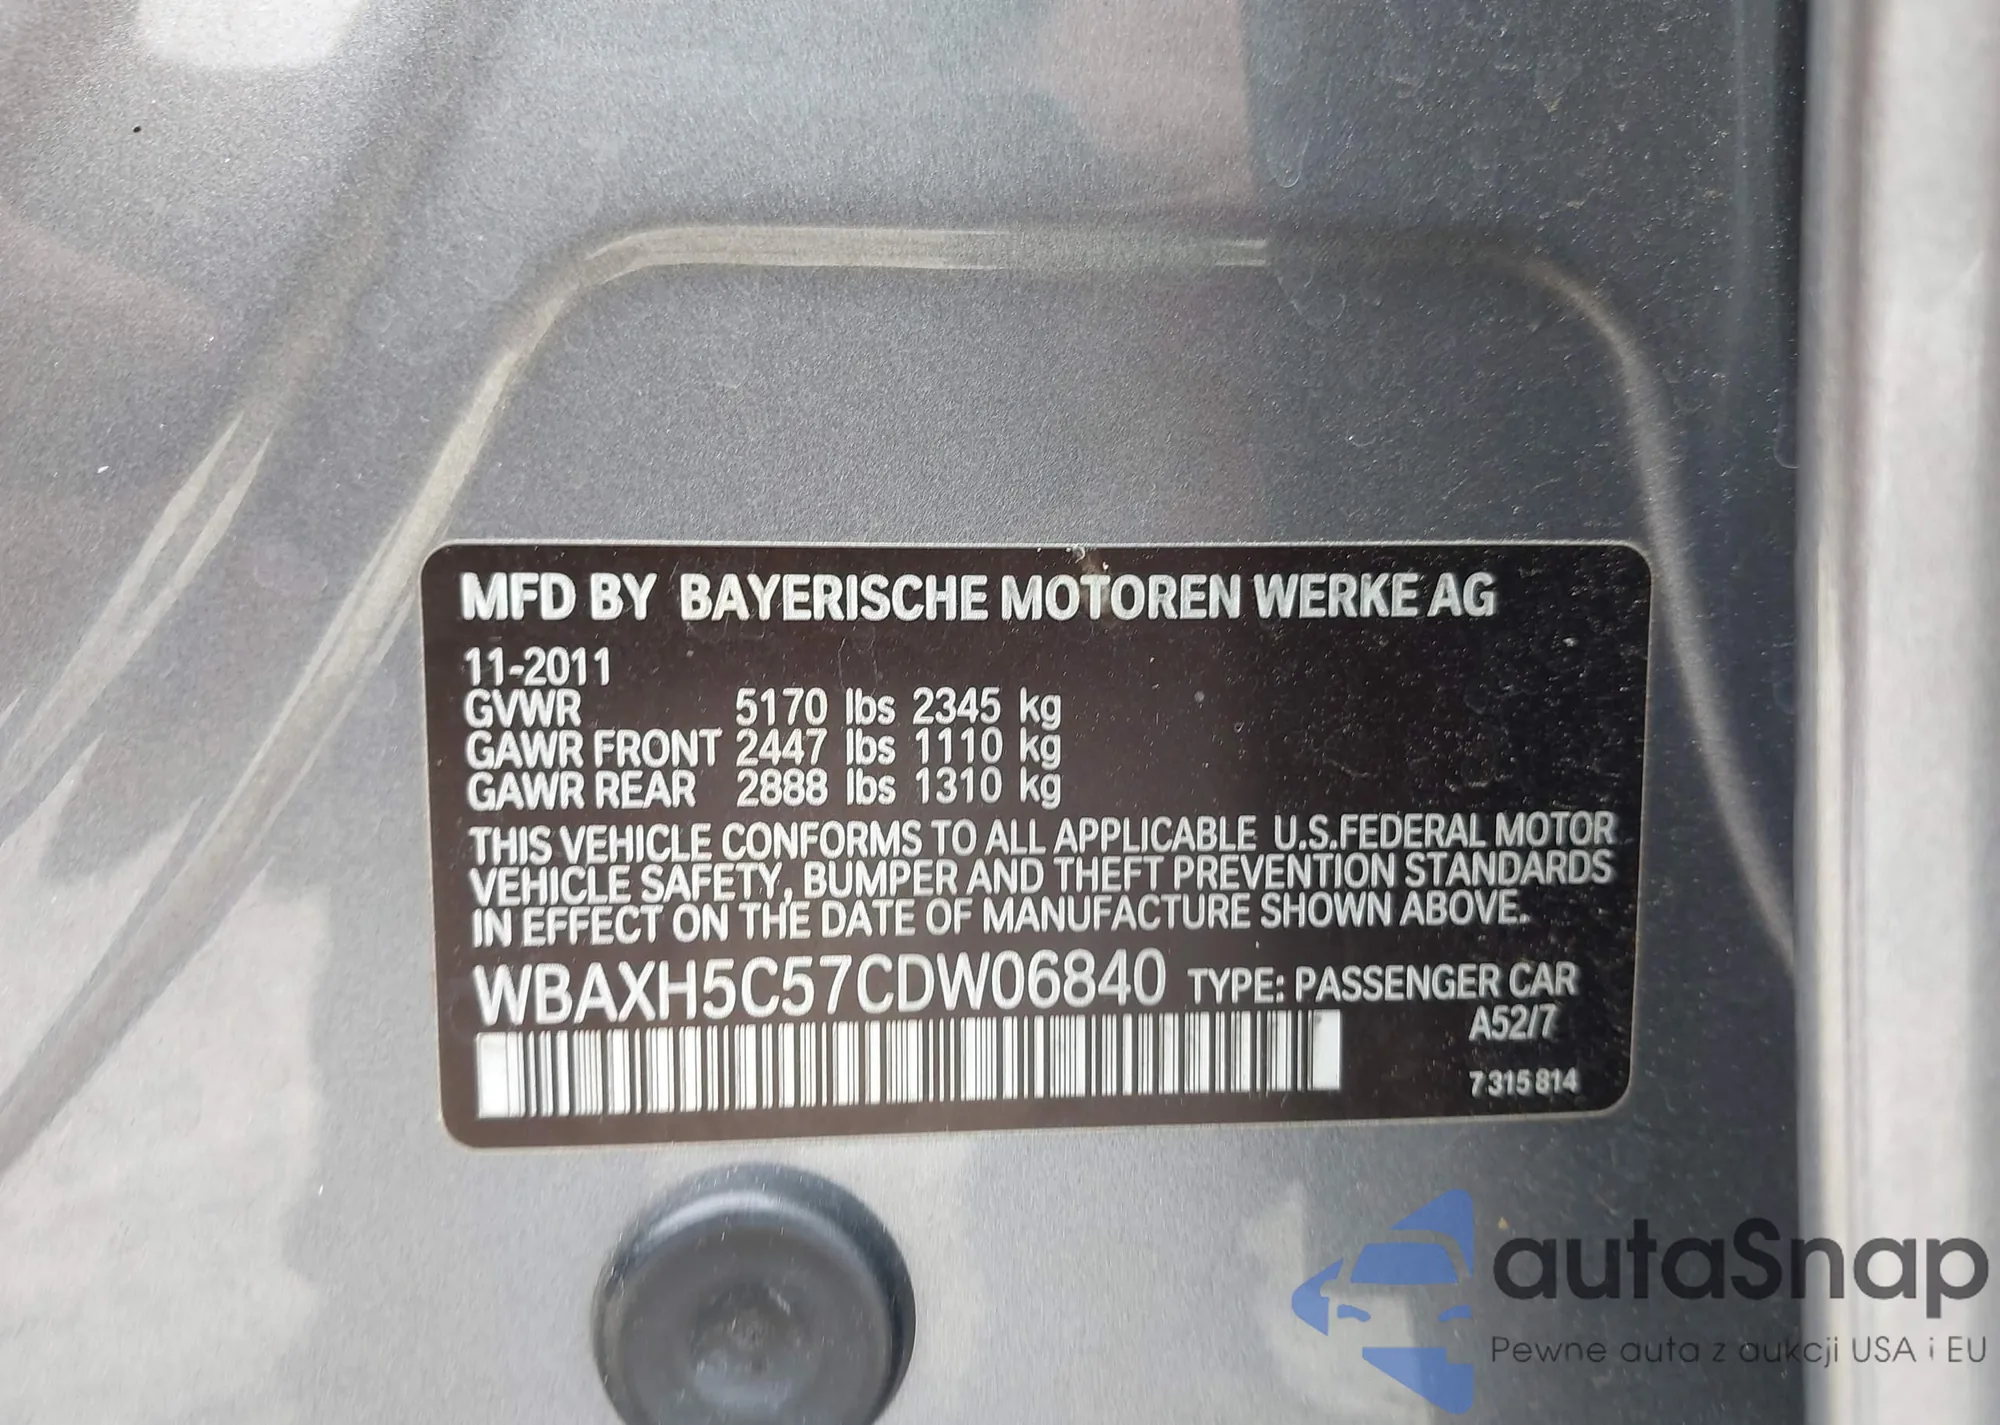 MFD BY BAYERISCHE MOTOREN WERKE AG
11-2011
GVWR 5170 lbs 2345 kg
GAWR FRONT 2447 lbs 1110 kg
GAWR REAR 2888 lbs 1310 kg
THIS VEHICLE CONFORMS TO ALL APPLICABLE U.S.FEDERAL MOTOR
VEHICLE SAFETY, BUMPER AND THEFT PREVENTION STANDARDS
IN EFFECT ON THE DATE OF MANUFACTURE SHOWN ABOVE.
WBAXH5C57CDW06840 TYPE: PASSENGER CAR
A52/7
7 315 814
autaSnap
Pewne auta z aukcji USA i EU